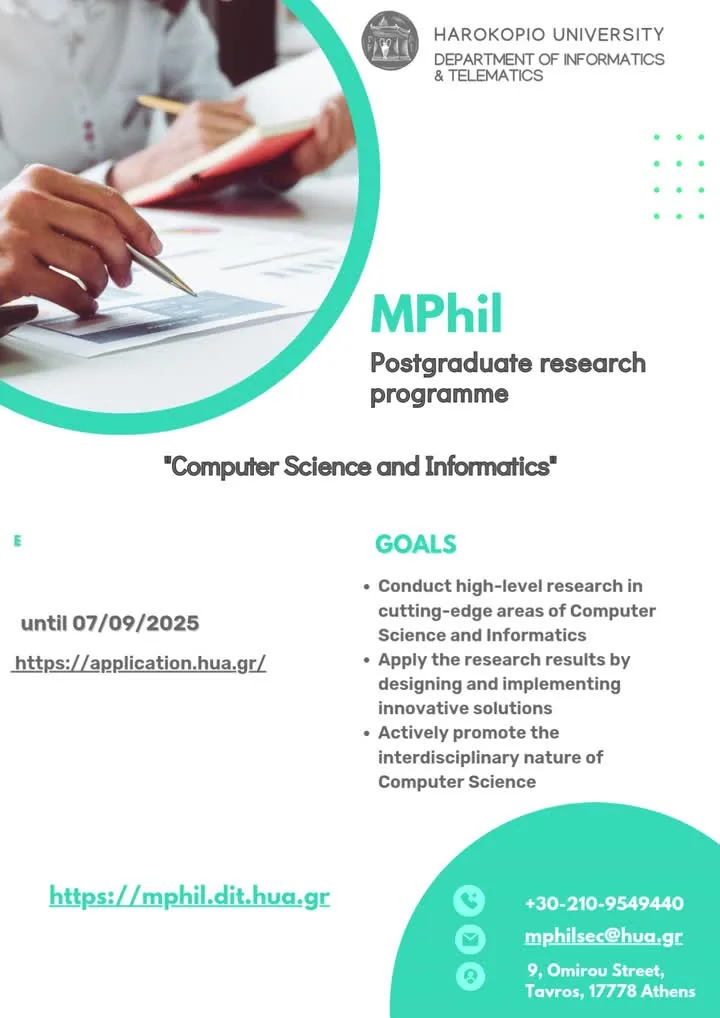 HAROKOPIO UNIVERSITY
DEPARTMENT OF INFORMATICS
& TELEMATICS
MPhil
Postgraduate research
programme
"Computer Science and Informatics"
E
until 07/09/2025
https://application.hua.gr/
GOALS
• Conduct high-level research in
cutting-edge areas of Computer
Science and Informatics
• Apply the research results by
designing and implementing
innovative solutions
• Actively promote the
interdisciplinary nature of
Computer Science
https://mphil.dit.hua.gr
+30-210-9549440
mphilsec@hua.gr
9, Omirou Street,
Tavros, 17778 Athens